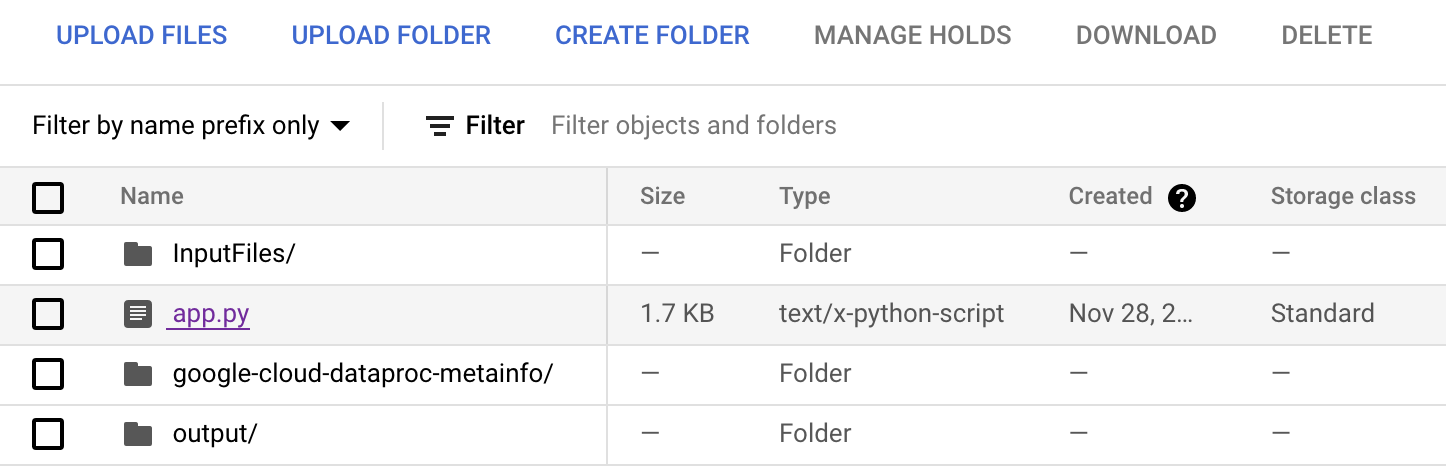 UPLOAD FILES UPLOAD FOLDER CREATE FOLDER MANAGE HOLDS DOWNLOAD DELETE
Filter by name prefix only Filter Filter objects and folders
Name Size Type Created ? Storage class
InputFiles/ — Folder — —
app.py 1.7 KB text/x-python-script Nov 28, 2... Standard
google-cloud-dataproc-metainfo/ — Folder — —
output/ — Folder — —